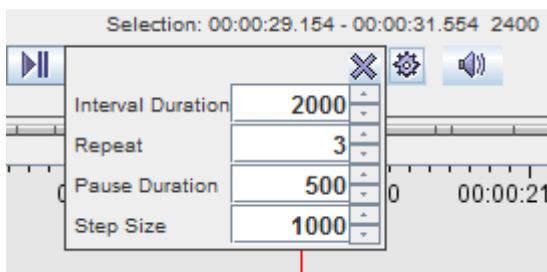 Selection: 00:00:29.154 - 00:00:31.554 2400
Interval Duration 2000
Repeat 3
Pause Duration 500
Step Size 1000
0 00:00:21